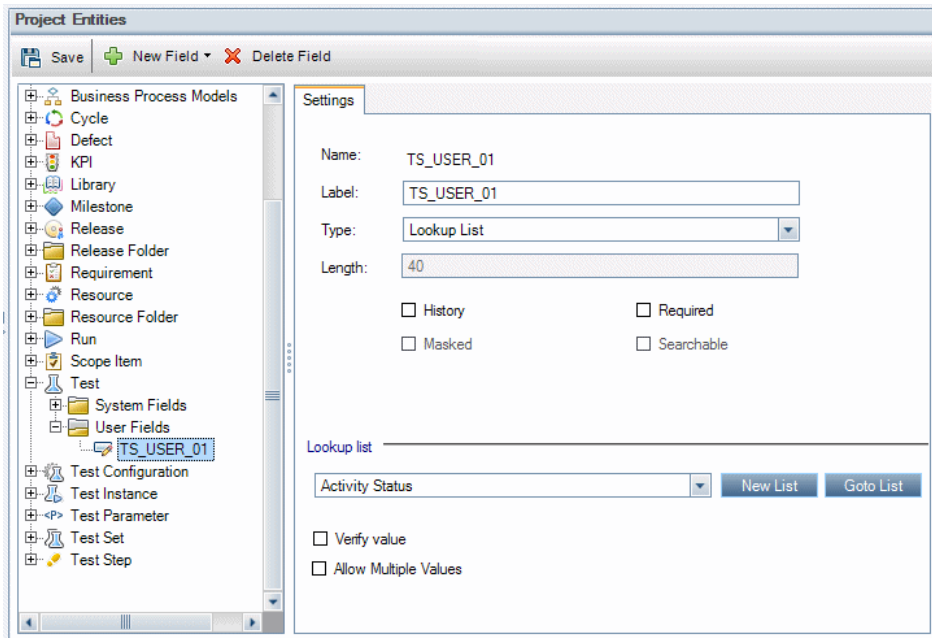 Project Entities
Save
New Field
Delete Field
Business Process Models
Cycle
Defect
KPI
Library
Milestone
Release
Release Folder
Requirement
Resource
Resource Folder
Run
Scope Item
Test
System Fields
User Fields
TS_USER_01
Test Configuration
Test Instance
<P> Test Parameter
Test Set
Test Step
Settings
Name: TS_USER_01
Label: TS_USER_01
Type: Lookup List
Length: 40
History Required
Masked Searchable
Lookup list
Activity Status New List Goto List
Verify value
Allow Multiple Values